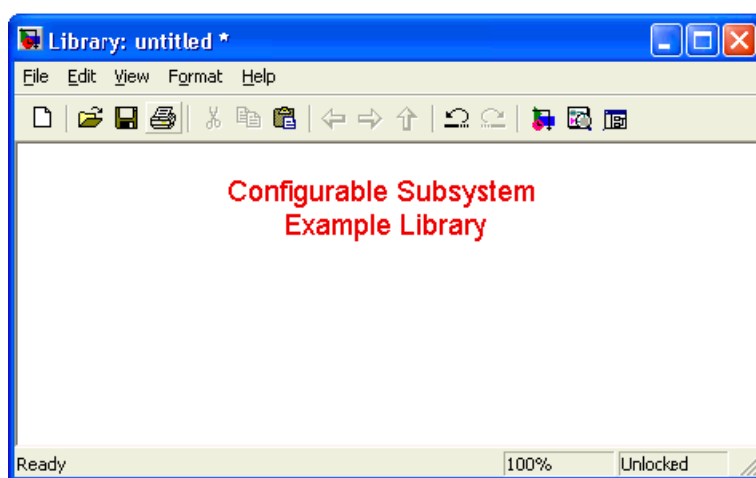 Library: untitled *
File Edit View Format Help
Configurable Subsystem
Example Library
Ready 100% Unlocked